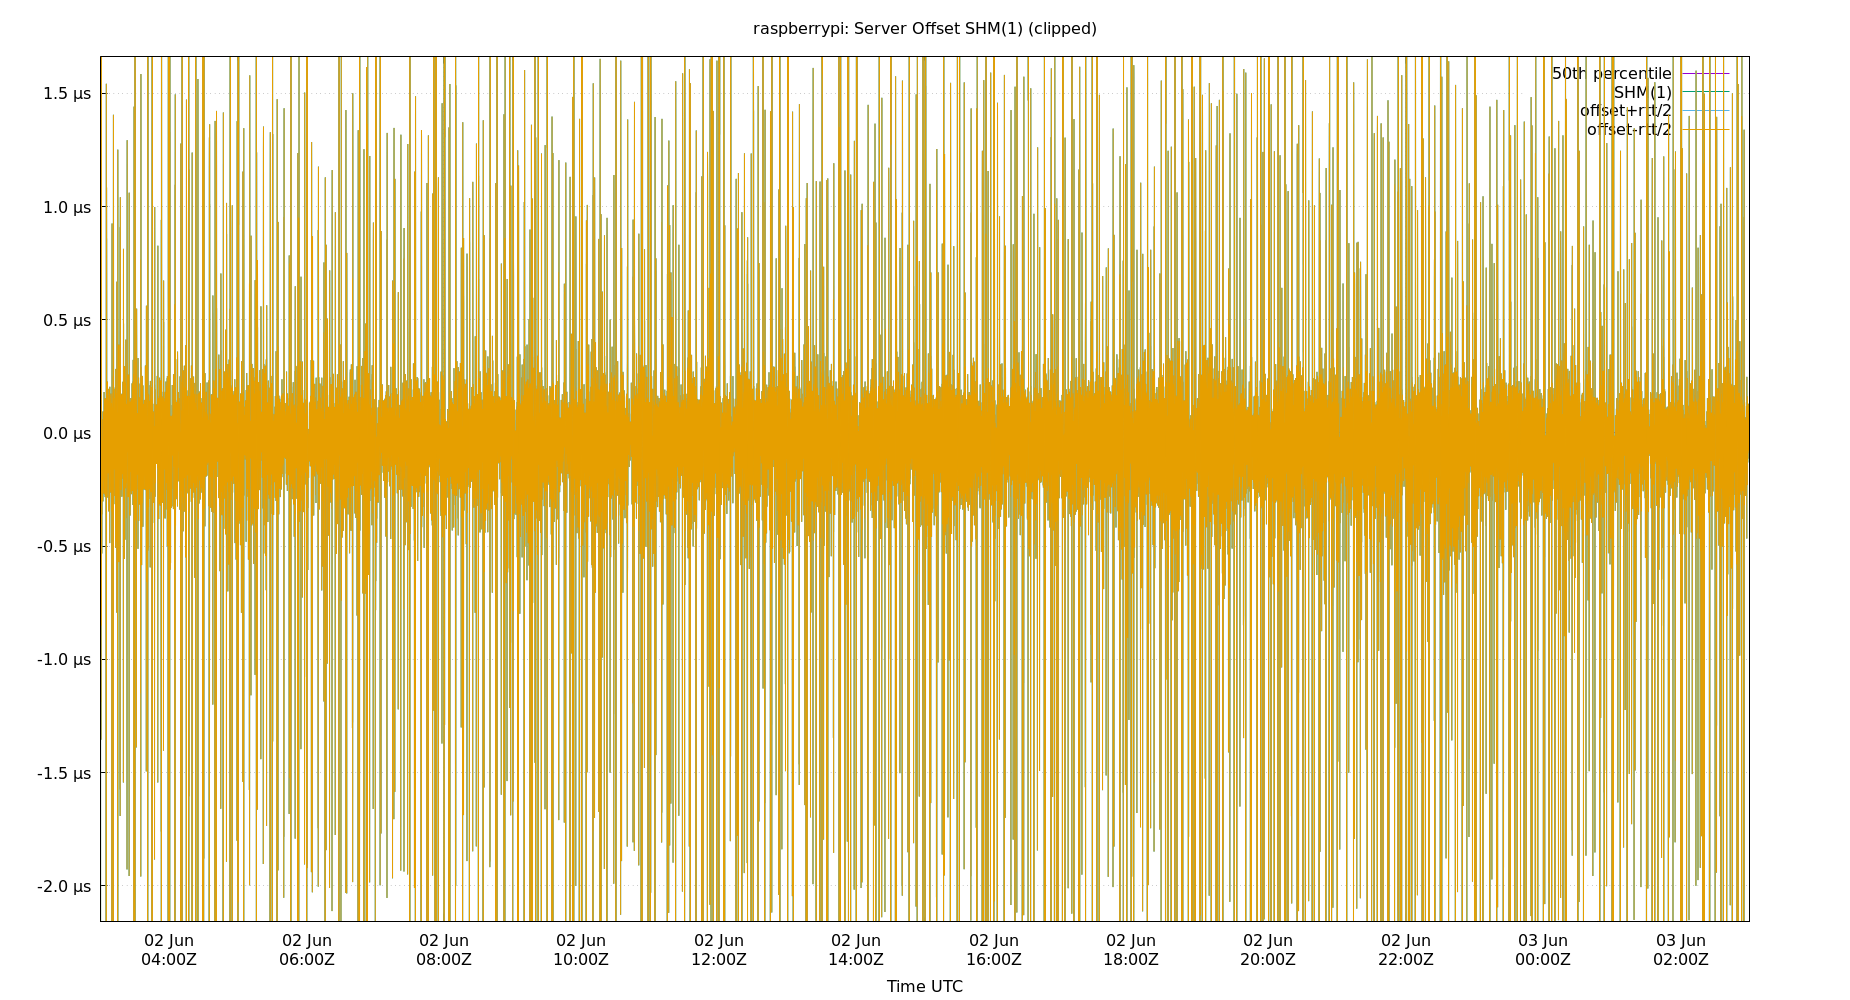 raspberrypi: Server Offset SHM(1) (clipped)
50th percentile
SHM(1)
offset+rtt/2
offset-rtt/2
1.5 µs
1.0 µs
0.5 µs
0.0 µs
-0.5 µs
-1.0 µs
-1.5 µs
-2.0 µs
02 Jun 02 Jun 02 Jun 02 Jun 02 Jun 02 Jun 02 Jun 02 Jun 02 Jun 02 Jun 03 Jun 03 Jun
04:00Z 06:00Z 08:00Z 10:00Z 12:00Z 14:00Z 16:00Z 18:00Z 20:00Z 22:00Z 00:00Z 02:00Z
Time UTC